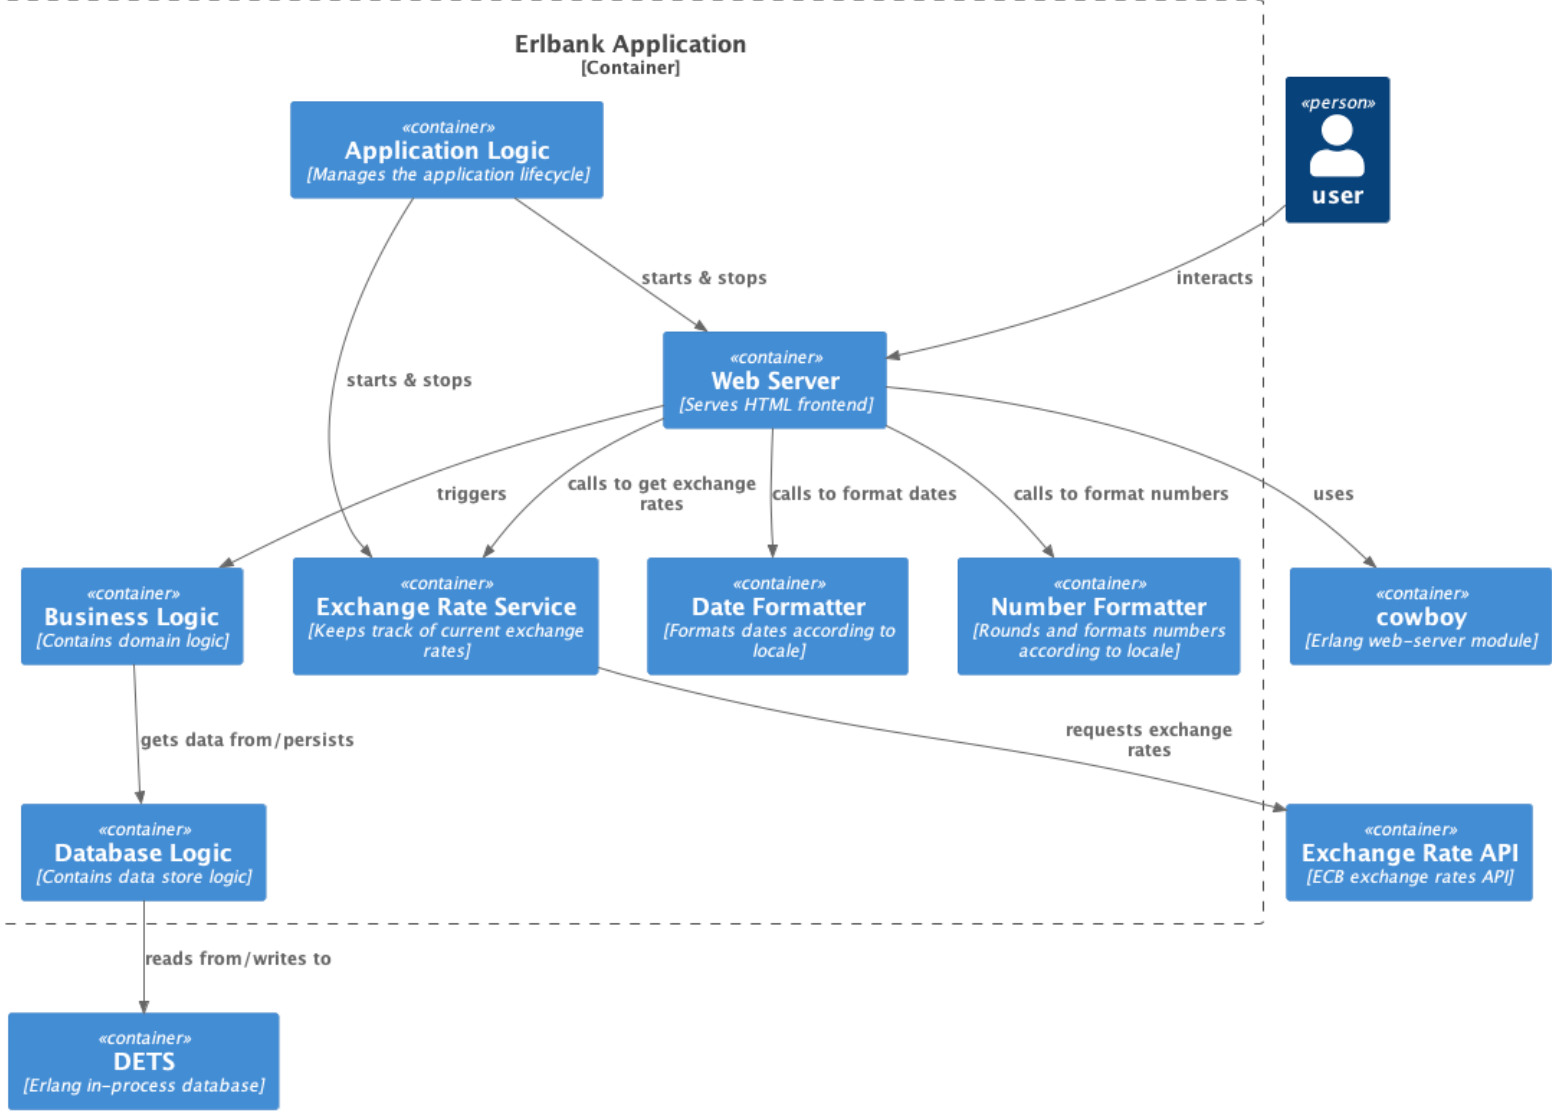 Erlbank Application
[Container]
«container»
Application Logic
[Manages the application lifecycle]
«person»
user
starts & stops
interacts
starts & stops
«container»
Web Server
[Serves HTML frontend]
triggers
calls to get exchange
rates
calls to format dates
calls to format numbers
uses
«container»
Business Logic
[Contains domain logic]
«container»
Exchange Rate Service
[Keeps track of current exchange
rates]
«container»
Date Formatter
[Formats dates according to
locale]
«container»
Number Formatter
[Rounds and formats numbers
according to locale]
«container»
cowboy
[Erlang web-server module]
gets data from/persists
requests exchange
rates
«container»
Database Logic
[Contains data store logic]
«container»
Exchange Rate API
[ECB exchange rates API]
reads from/writes to
«container»
DETS
[Erlang in-process database]